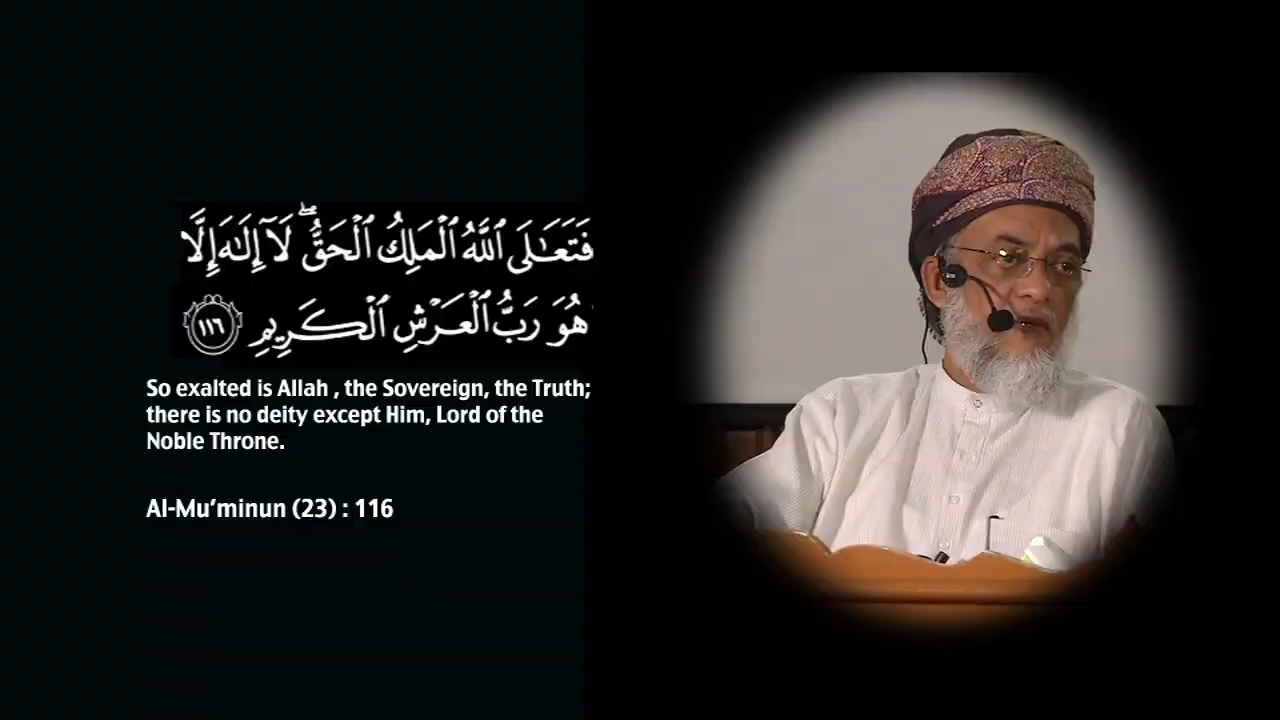 فَتَعَٰلَى ٱللَّهُ ٱلْمَلِكُ ٱلْحَقُّ ۖ لَآ إِلَٰهَ إِلَّا
هُوَ رَبُّ ٱلْعَرْشِ ٱلْكَرِيمِ ١١٦
So exalted is Allah , the Sovereign, the Truth;
there is no deity except Him, Lord of the
Noble Throne.
Al-Mu’minun (23) : 116